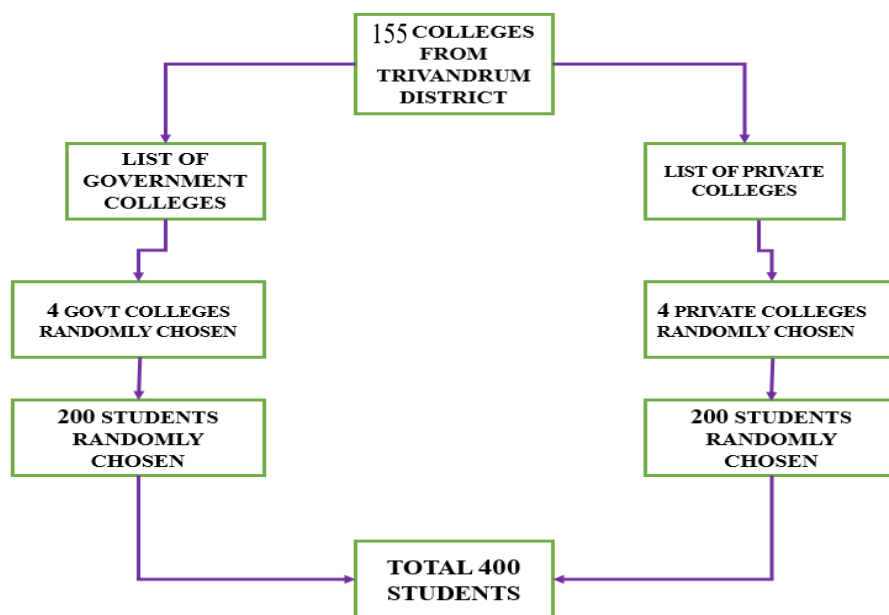 155 COLLEGES
FROM
TRIVANDRUM
DISTRICT
LIST OF
GOVERNMENT
COLLEGES
LIST OF PRIVATE
COLLEGES
4 GOVT COLLEGES
RANDOMLY CHOSEN
4 PRIVATE COLLEGES
RANDOMLY CHOSEN
200 STUDENTS
RANDOMLY
CHOSEN
200 STUDENTS
RANDOMLY
CHOSEN
TOTAL 400
STUDENTS